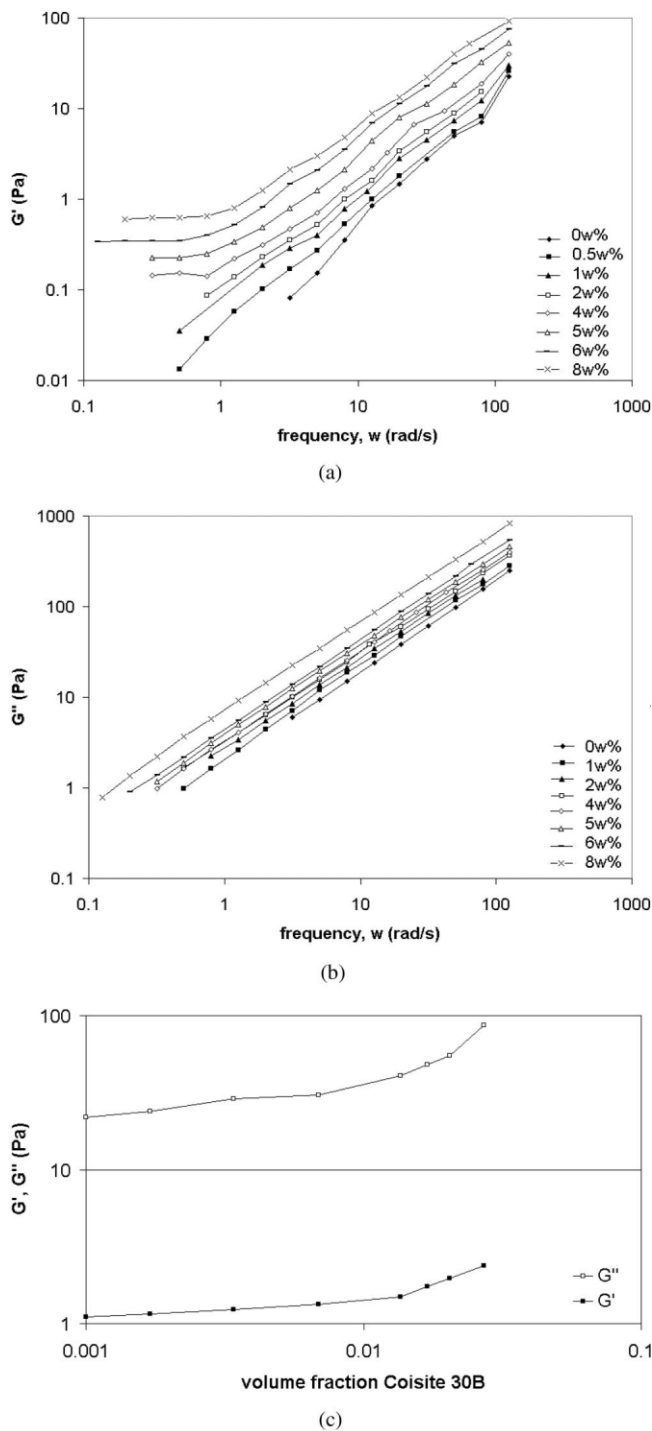 100
10
1
0.1
0.01
G' (Pa)
0.1
1
10
100
1000
frequency, w (rad/s)
0w%
0.5w%
1w%
2w%
4w%
5w%
6w%
8w%
(a)
1000
100
10
1
0.1
G'' (Pa)
0.1
1
10
100
1000
frequency, w (rad/s)
0w%
1w%
2w%
4w%
5w%
6w%
8w%
(b)
100
10
1
G', G'' (Pa)
0.001
0.01
0.1
volume fraction Coisite 30B
G''
G'
(c)